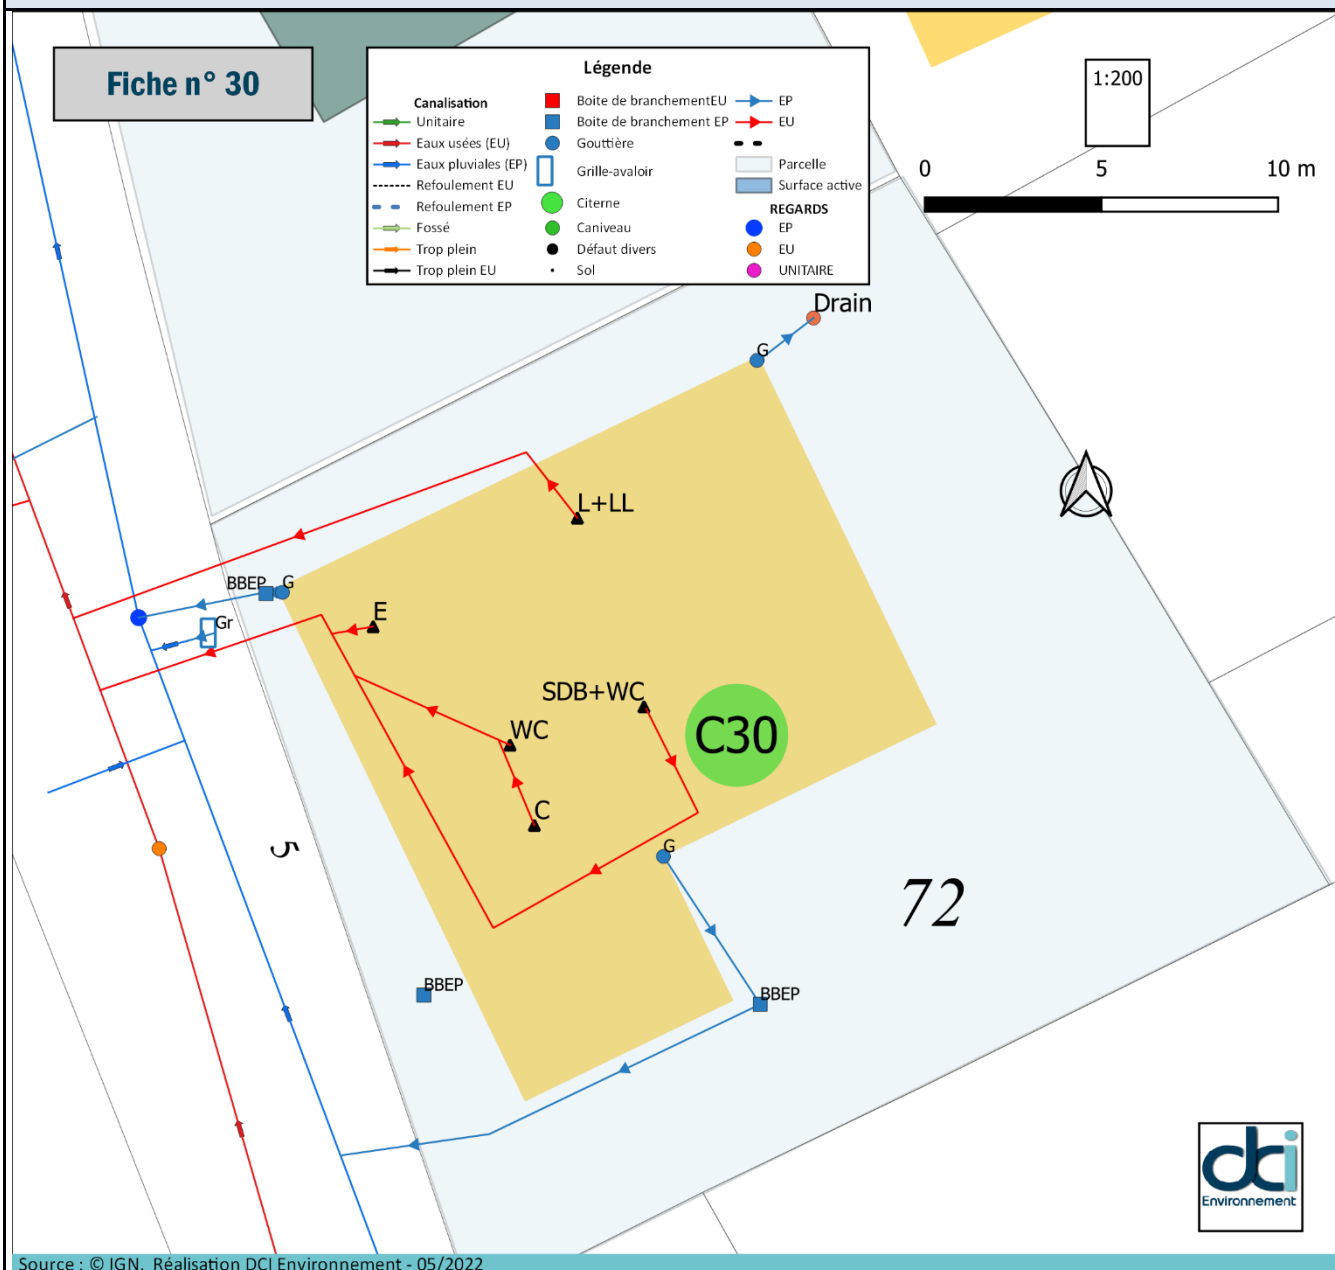 Fiche n° 30
Légende
Canalisation
Unitaire
Eaux usées (EU)
Eaux pluviales (EP)
Refoulement EU
Refoulement EP
Fossé
Trop plein
Trop plein EU
Boite de branchementEU
Boite de branchement EP
Gouttière
Grille-avaloir
Citerne
Caniveau
Défaut divers
Sol
EP
EU
Parcelle
Surface active
REGARDS
EP
EU
UNITAIRE
1:200
0 5 10 m
Drain
G
L+LL
BBEP G
Gr
E
SDB+WC
WC
C30
C
G
5
72
BBEP
BBEP
dci
Environnement
Source : © IGN, Réalisation DCI Environnement - 05/2022